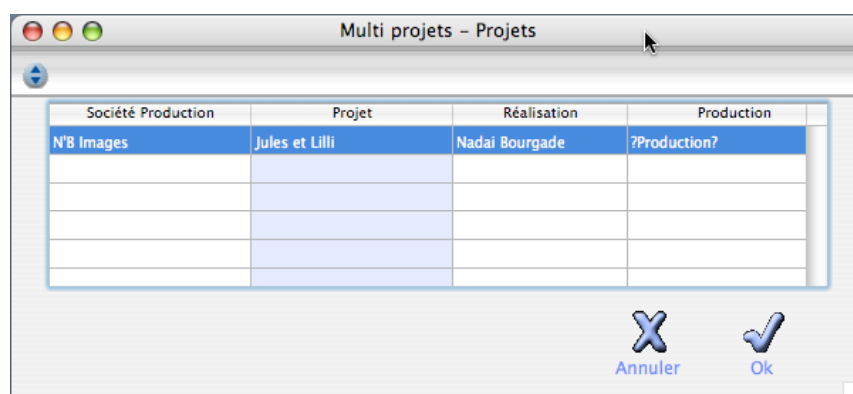 Multi projets – Projets
Société Production Projet Réalisation Production
N'B Images Jules et Lilli Nadai Bourgade ?Production?
Annuler Ok